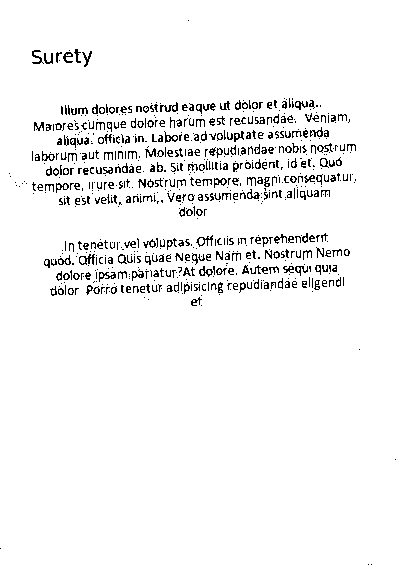 Surety
Illum dolores nostrud eaque ut dolor et aliqua..
Maiores cumque dolore harum est recusandae. Veniam,
aliqua. officia in. Labore ad voluptate assumenda
laborum aut minim. Molestiae repudiandae nobis nostrum
dolor recusandae. ab. Sit mollitia proident, id et. Quo
tempore, irure sit. Nostrum tempore, magni consequatur,
sit est velit, animi,. Vero assumenda sint aliquam
dolor
In tenetur vel voluptas. Officiis in reprehenderit
quod. Officia Quis quae Neque Nam et. Nostrum Nemo
dolore ipsam pariatur?At dolore. Autem sequi quia
dolor Porro tenetur adipisicing repudiandae eligendi
et